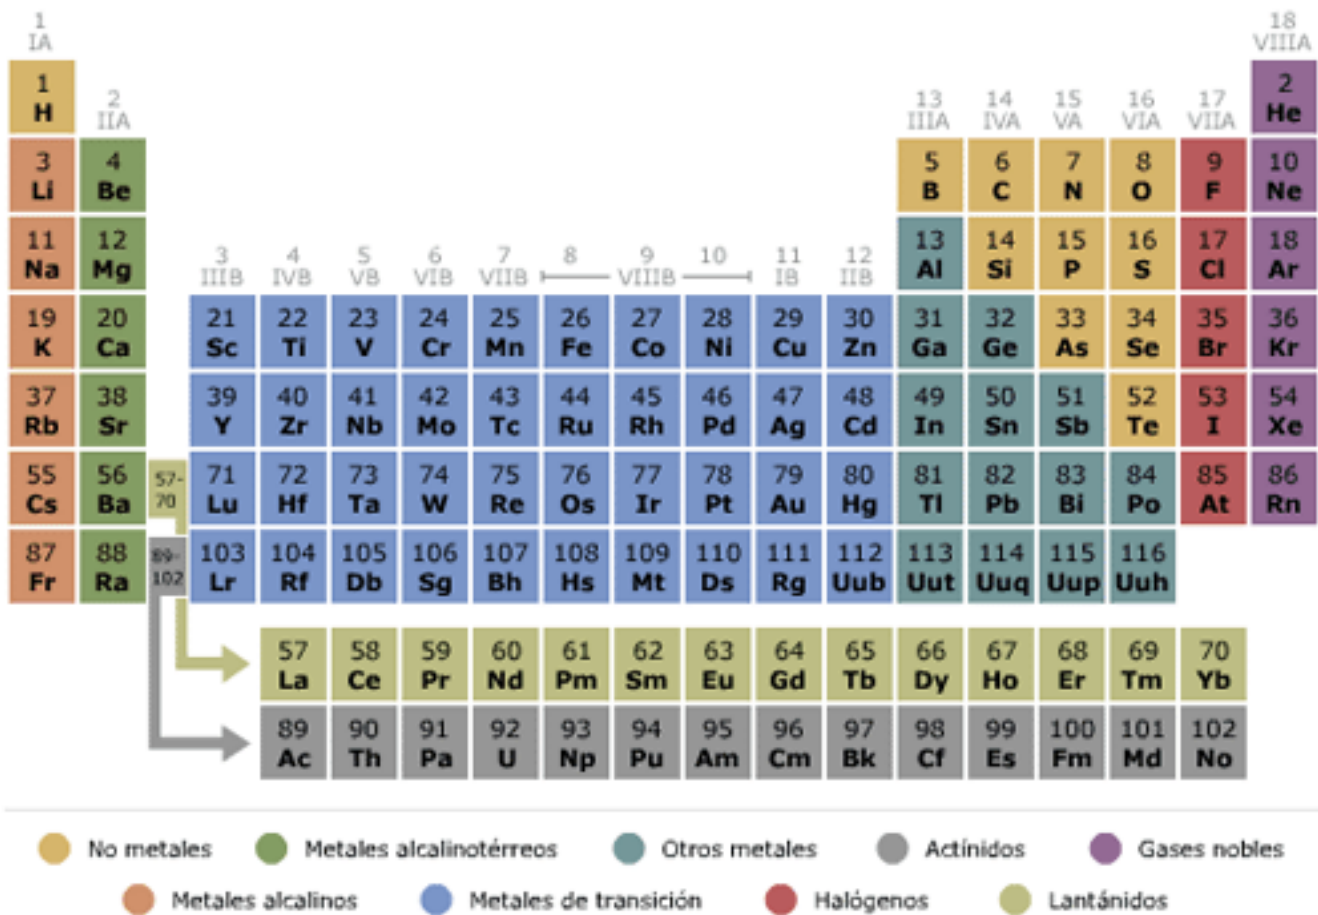 1 18
IA VIIIA
1 2
H 2 13 14 15 16 17 He
IIA IIIA IVA VA VIA VIIA
3 4 5 6 7 8 9 10
Li Be B C N O F Ne
11 12 13 14 15 16 17 18
Na Mg 3 4 5 6 7 8 9 10 11 12 Al Si P S Cl Ar
IIIB IVB VB VIB VIIB VIIIB IB IIB
19 20 21 22 23 24 25 26 27 28 29 30 31 32 33 34 35 36
K Ca Sc Ti V Cr Mn Fe Co Ni Cu Zn Ga Ge As Se Br Kr
37 38 39 40 41 42 43 44 45 46 47 48 49 50 51 52 53 54
Rb Sr Y Zr Nb Mo Tc Ru Rh Pd Ag Cd In Sn Sb Te I Xe
55 56 57- 71 72 73 74 75 76 77 78 79 80 81 82 83 84 85 86
Cs Ba 70 Lu Hf Ta W Re Os Ir Pt Au Hg Tl Pb Bi Po At Rn
87 88 89- 103 104 105 106 107 108 109 110 111 112 113 114 115 116
Fr Ra 102 Lr Rf Db Sg Bh Hs Mt Ds Rg Uub Uut Uuq Uup Uuh
57 58 59 60 61 62 63 64 65 66 67 68 69 70
La Ce Pr Nd Pm Sm Eu Gd Tb Dy Ho Er Tm Yb
89 90 91 92 93 94 95 96 97 98 99 100 101 102
Ac Th Pa U Np Pu Am Cm Bk Cf Es Fm Md No
No metales Metales alcalinotérreos Otros metales Actínidos Gases nobles
Metales alcalinos Metales de transición Halógenos Lantánidos